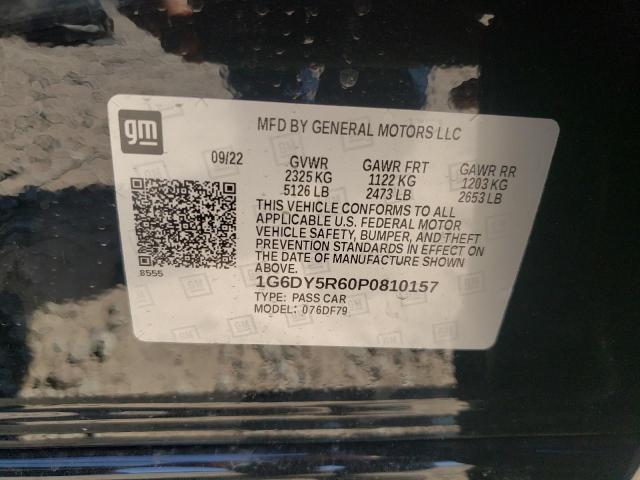 gm
MFD BY GENERAL MOTORS LLC
09/22 GVWR GAWR FRT GAWR RR
2325 KG 1122 KG 1203 KG
5126 LB 2473 LB 2653 LB
THIS VEHICLE CONFORMS TO ALL
APPLICABLE U.S. FEDERAL MOTOR
VEHICLE SAFETY, BUMPER, AND THEFT
PREVENTION STANDARDS IN EFFECT ON
THE DATE OF MANUFACTURE SHOWN
ABOVE.
8555
1G6DY5R60P0810157
TYPE: PASS CAR
MODEL: 076DF79